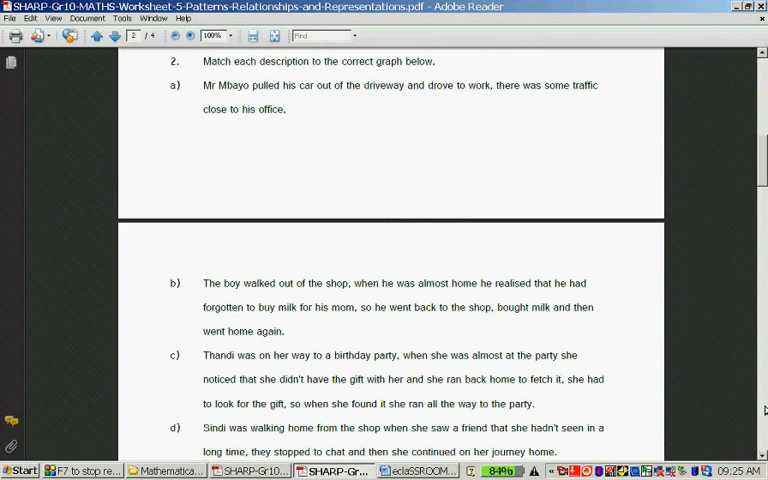 SHARP-Gr10-MATHS-Worksheet-5-Patterns-Relationships-and-Representations.pdf - Adobe Reader
File Edit View Document Tools Window Help
2 / 4 100% Find
2. Match each description to the correct graph below.
a) Mr Mbayo pulled his car out of the driveway and drove to work, there was some traffic
close to his office.
b) The boy walked out of the shop, when he was almost home he realised that he had
forgotten to buy milk for his mom, so he went back to the shop, bought milk and then
went home again.
c) Thandi was on her way to a birthday party, when she was almost at the party she
noticed that she didn't have the gift with her and she ran back home to fetch it, she had
to look for the gift, so when she found it she ran all the way to the party.
d) Sindi was walking home from the shop when she saw a friend that she hadn't seen in a
long time, they stopped to chat and then she continued on her journey home.
Start F7 to stop re... Mathematica... SHARP-Gr10... SHARP-Gr... eclaSSROOM... 84% 09:25 AM